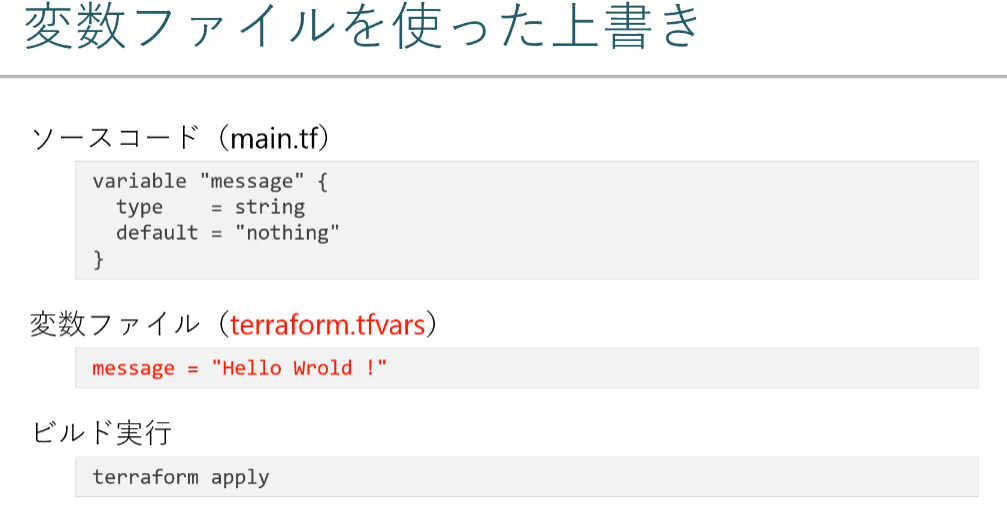 変数ファイルを使った上書き
ソースコード（main.tf）
variable "message" {
  type    = string
  default = "nothing"
}
変数ファイル（terraform.tfvars）
message = "Hello Wrold !"
ビルド実行
terraform apply